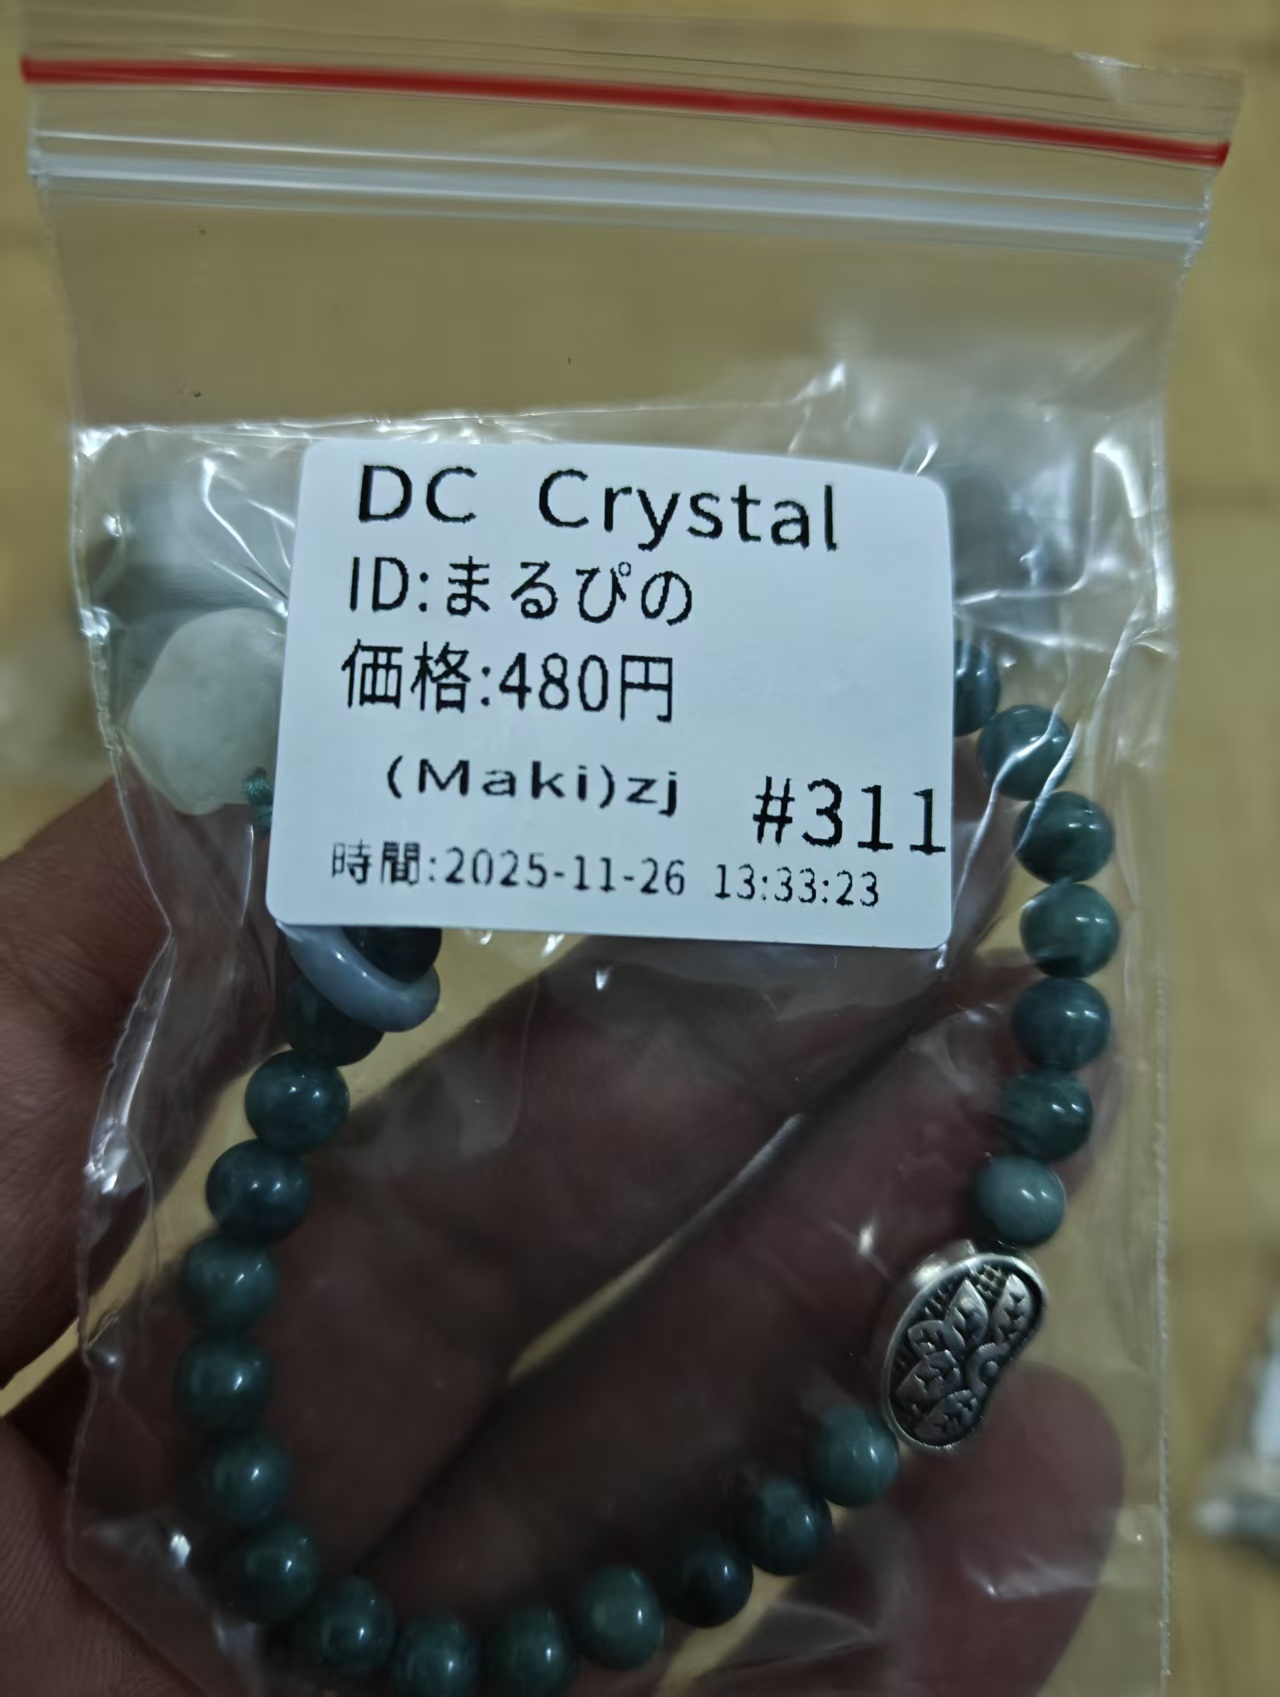 DC Crystal
ID:まるぴの
価格:480円
(Maki)zj #311
時間:2025-11-26 13:33:23